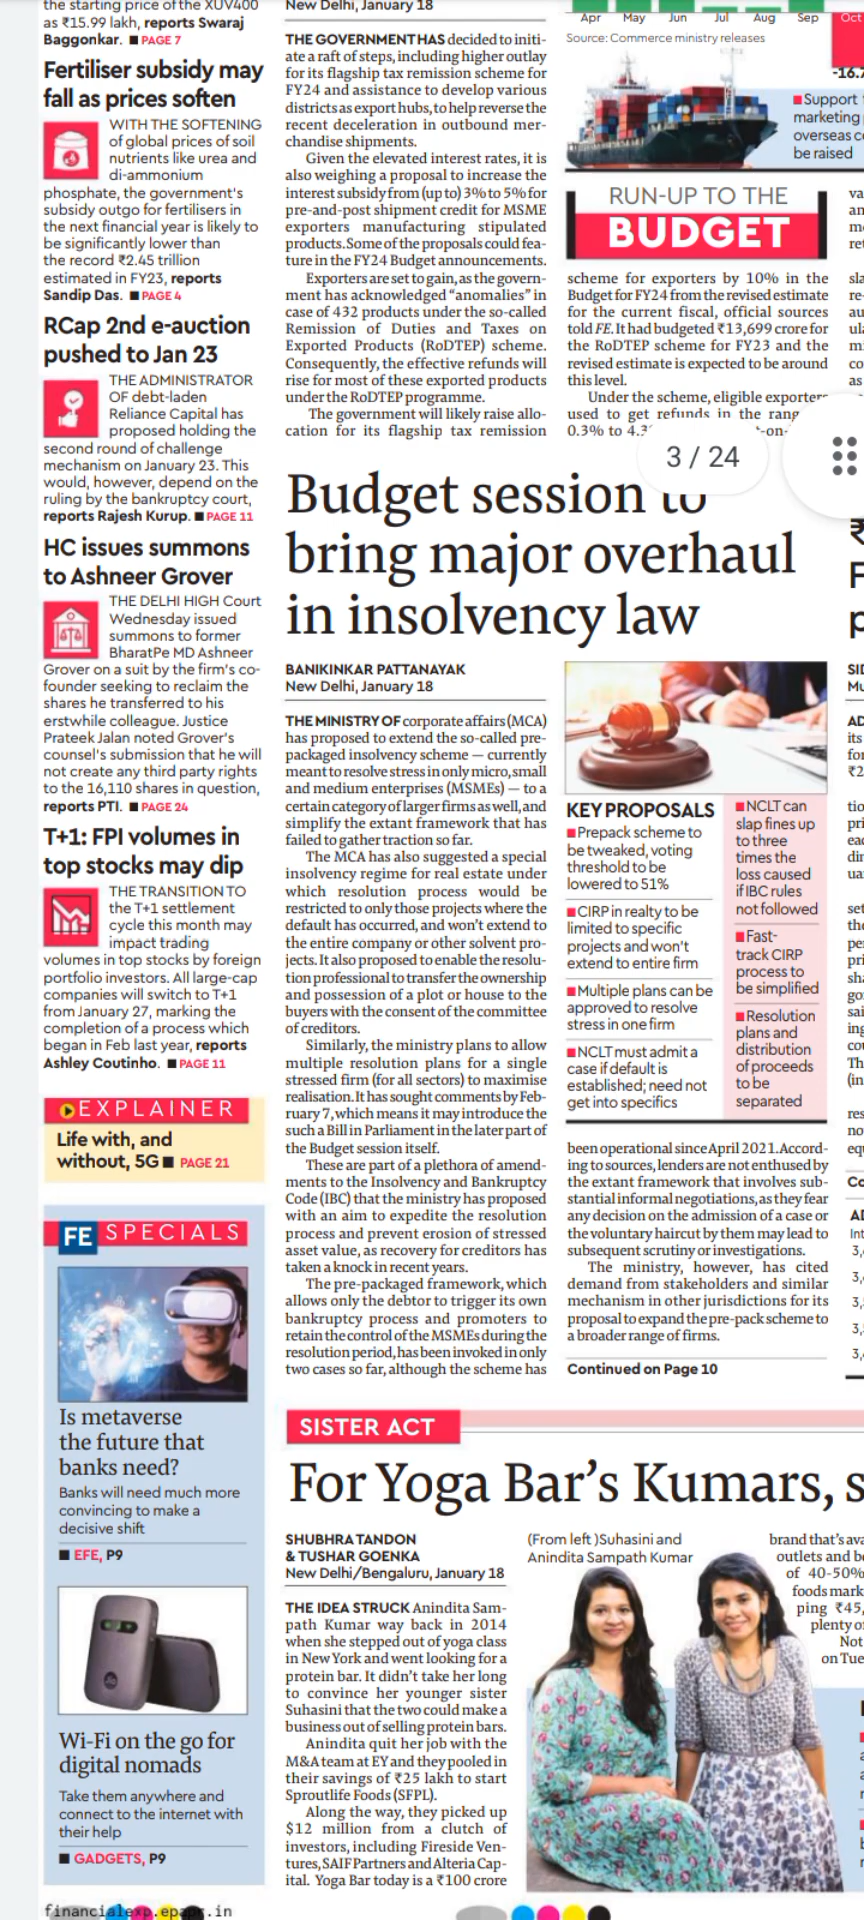 the starting price of the XUV400
as ₹15.99 lakh, reports Swaraj
Baggonkar. ■ PAGE 7
Fertiliser subsidy may
fall as prices soften
WITH THE SOFTENING
of global prices of soil
nutrients like urea and
di-ammonium
phosphate, the government's
subsidy outgo for fertilisers in
the next financial year is likely to
be significantly lower than
the record ₹2.45 trillion
estimated in FY23, reports
Sandip Das. ■ PAGE 4
RCap 2nd e-auction
pushed to Jan 23
THE ADMINISTRATOR
OF debt-laden
Reliance Capital has
proposed holding the
second round of challenge
mechanism on January 23. This
would, however, depend on the
ruling by the bankruptcy court,
reports Rajesh Kurup. ■ PAGE 11
HC issues summons
to Ashneer Grover
THE DELHI HIGH Court
Wednesday issued
summons to former
BharatPe MD Ashneer
Grover on a suit by the firm's co-
founder seeking to reclaim the
shares he transferred to his
erstwhile colleague. Justice
Prateek Jalan noted Grover's
counsel's submission that he will
not create any third party rights
to the 16,110 shares in question,
reports PTI. ■ PAGE 24
T+1: FPI volumes in
top stocks may dip
THE TRANSITION TO
the T+1 settlement
cycle this month may
impact trading
volumes in top stocks by foreign
portfolio investors. All large-cap
companies will switch to T+1
from January 27, marking the
completion of a process which
began in Feb last year, reports
Ashley Coutinho. ■ PAGE 11
EXPLAINER
Life with, and
without, 5G ■ PAGE 21
FE SPECIALS
Is metaverse
the future that
banks need?
Banks will need much more
convincing to make a
decisive shift
■ EFE, P9
Wi-Fi on the go for
digital nomads
Take them anywhere and
connect to the internet with
their help
■ GADGETS, P9
financialexp.epapr.in
New Delhi, January 18
THE GOVERNMENT HAS decided to initi-
ate a raft of steps, including higher outlay
for its flagship tax remission scheme for
FY24 and assistance to develop various
districts as export hubs, to help reverse the
recent deceleration in outbound mer-
chandise shipments.
Given the elevated interest rates, it is
also weighing a proposal to increase the
interest subsidy from (up to) 3% to 5% for
pre-and-post shipment credit for MSME
exporters manufacturing stipulated
products. Some of the proposals could fea-
ture in the FY24 Budget announcements.
Exporters are set to gain, as the govern-
ment has acknowledged “anomalies” in
case of 432 products under the so-called
Remission of Duties and Taxes on
Exported Products (RoDTEP) scheme.
Consequently, the effective refunds will
rise for most of these exported products
under the RoDTEP programme.
The government will likely raise allo-
cation for its flagship tax remission
Apr May Jun Jul Aug Sep Oct
Source: Commerce ministry releases
-16.7
■ Support
marketing
overseas
be raised
RUN-UP TO THE
BUDGET
scheme for exporters by 10% in the
Budget for FY24 from the revised estimate
for the current fiscal, official sources
told FE. It had budgeted ₹13,699 crore for
the RoDTEP scheme for FY23 and the
revised estimate is expected to be around
this level.
Under the scheme, eligible exporters
used to get refunds in the
0.3% to
3 / 24
Budget session to
bring major overhaul
in insolvency law
BANIKINKAR PATTANAYAK
New Delhi, January 18
THE MINISTRY OF corporate affairs (MCA)
has proposed to extend the so-called pre-
packaged insolvency scheme — currently
meant to resolve stress in only micro, small
and medium enterprises (MSMEs) — to a
certain category of larger firms as well, and
simplify the extant framework that has
failed to gather traction so far.
The MCA has also suggested a special
insolvency regime for real estate under
which resolution process would be
restricted to only those projects where the
default has occurred, and won't extend to
the entire company or other solvent pro-
jects. It also proposed to enable the resolu-
tion professional to transfer the ownership
and possession of a plot or house to the
buyers with the consent of the committee
of creditors.
Similarly, the ministry plans to allow
multiple resolution plans for a single
stressed firm (for all sectors) to maximise
realisation. It has sought comments by Feb-
ruary 7, which means it may introduce the
such a Bill in Parliament in the later part of
the Budget session itself.
These are part of a plethora of amend-
ments to the Insolvency and Bankruptcy
Code (IBC) that the ministry has proposed
with an aim to expedite the resolution
process and prevent erosion of stressed
asset value, as recovery for creditors has
taken a knock in recent years.
The pre-packaged framework, which
allows only the debtor to trigger its own
bankruptcy process and promoters to
retain the control of the MSMEs during the
resolution period, has been invoked in only
two cases so far, although the scheme has
KEY PROPOSALS
■ Prepack scheme to
be tweaked, voting
threshold to be
lowered to 51%
■ CIRP in realty to be
limited to specific
projects and won't
extend to entire firm
■ Multiple plans can be
approved to resolve
stress in one firm
■ NCLT must admit a
case if default is
established; need not
get into specifics
■ NCLT can
slap fines up
to three
times the
loss caused
if IBC rules
not followed
■ Fast-
track CIRP
process to
be simplified
■ Resolution
plans and
distribution
of proceeds
to be
separated
been operational since April 2021. Accord-
ing to sources, lenders are not enthused by
the extant framework that involves sub-
stantial informal negotiations, as they fear
any decision on the admission of a case or
the voluntary haircut by them may lead to
subsequent scrutiny or investigations.
The ministry, however, has cited
demand from stakeholders and similar
mechanism in other jurisdictions for its
proposal to expand the pre-pack scheme to
a broader range of firms.
Continued on Page 10
SISTER ACT
For Yoga Bar’s Kumars, s
SHUBHRA TANDON
& TUSHAR GOENKA
New Delhi/Bengaluru, January 18
THE IDEA STRUCK Anindita Sam-
path Kumar way back in 2014
when she stepped out of yoga class
in New York and went looking for a
protein bar. It didn't take her long
to convince her younger sister
Suhasini that the two could make a
business out of selling protein bars.
Anindita quit her job with the
M&A team at EY and they pooled in
their savings of ₹25 lakh to start
Sproutlife Foods (SFPL).
Along the way, they picked up
$12 million from a clutch of
investors, including Fireside Ven-
tures, SAIF Partners and Alteria Cap-
ital. Yoga Bar today is a ₹100 crore
(From left )Suhasini and
Anindita Sampath Kumar
brand that's ava
outlets and be
of 40-50%
foods mark
ping ₹45,
plenty o
Not
on Tue